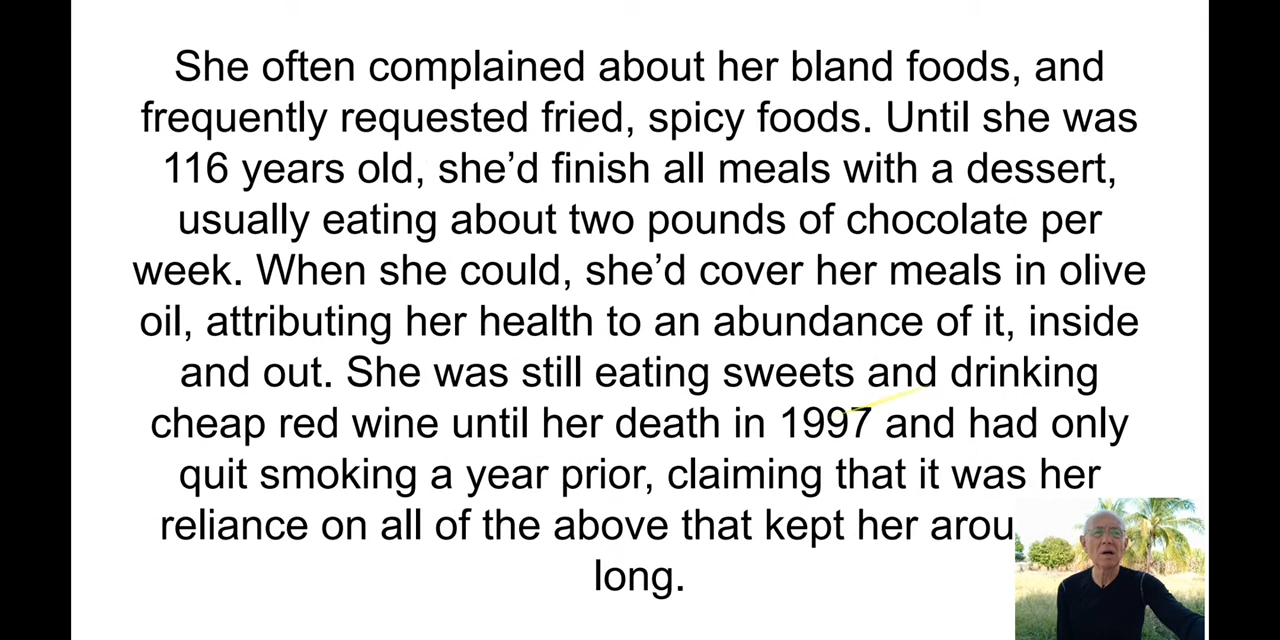 She often complained about her bland foods, and
frequently requested fried, spicy foods. Until she was
116 years old, she’d finish all meals with a dessert,
usually eating about two pounds of chocolate per
week. When she could, she’d cover her meals in olive
oil, attributing her health to an abundance of it, inside
and out. She was still eating sweets and drinking
cheap red wine until her death in 1997 and had only
quit smoking a year prior, claiming that it was her
reliance on all of the above that kept her
long.